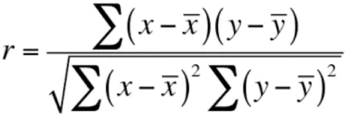 r = ∑(x − x̅)(y − y̅) / √(∑(x − x̅)² ∑(y − y̅)²)